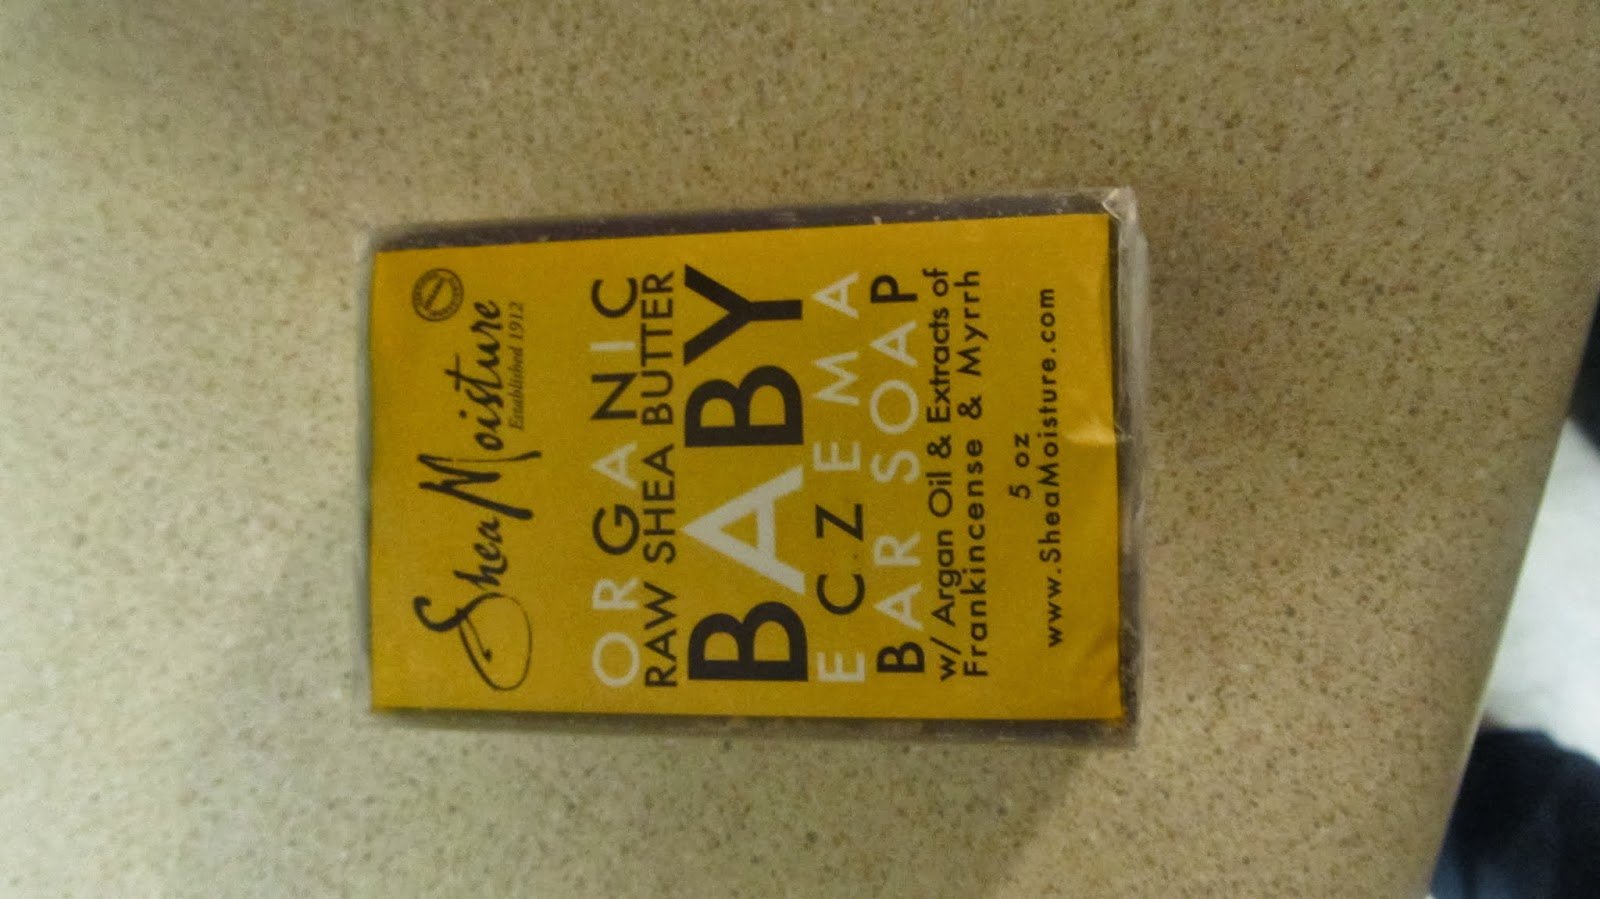 SheaMoisture
Established 1912
ORGANIC
RAW SHEA BUTTER
BABY
ECZEMA
BAR SOAP
w/ Argan Oil & Extracts of
Frankincense & Myrrh
5 oz
www.SheaMoisture.com